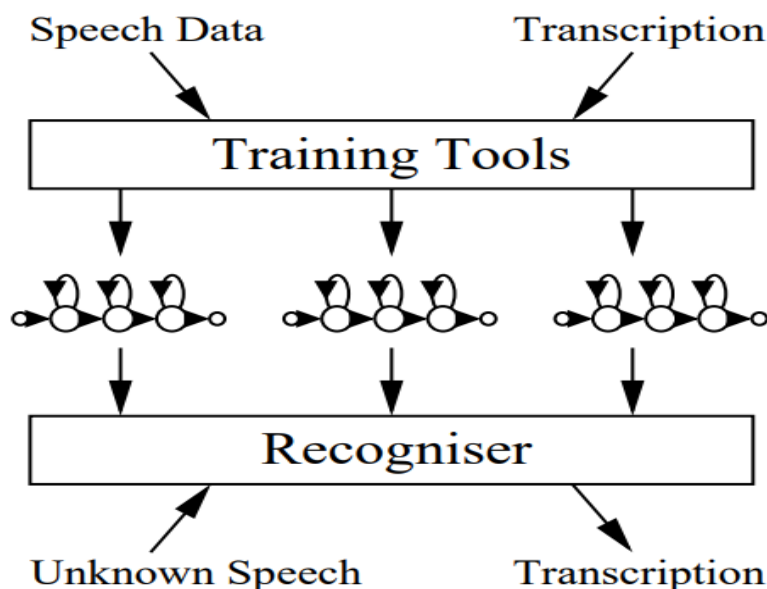 Speech Data
Transcription
Training Tools
Recogniser
Unknown Speech
Transcription